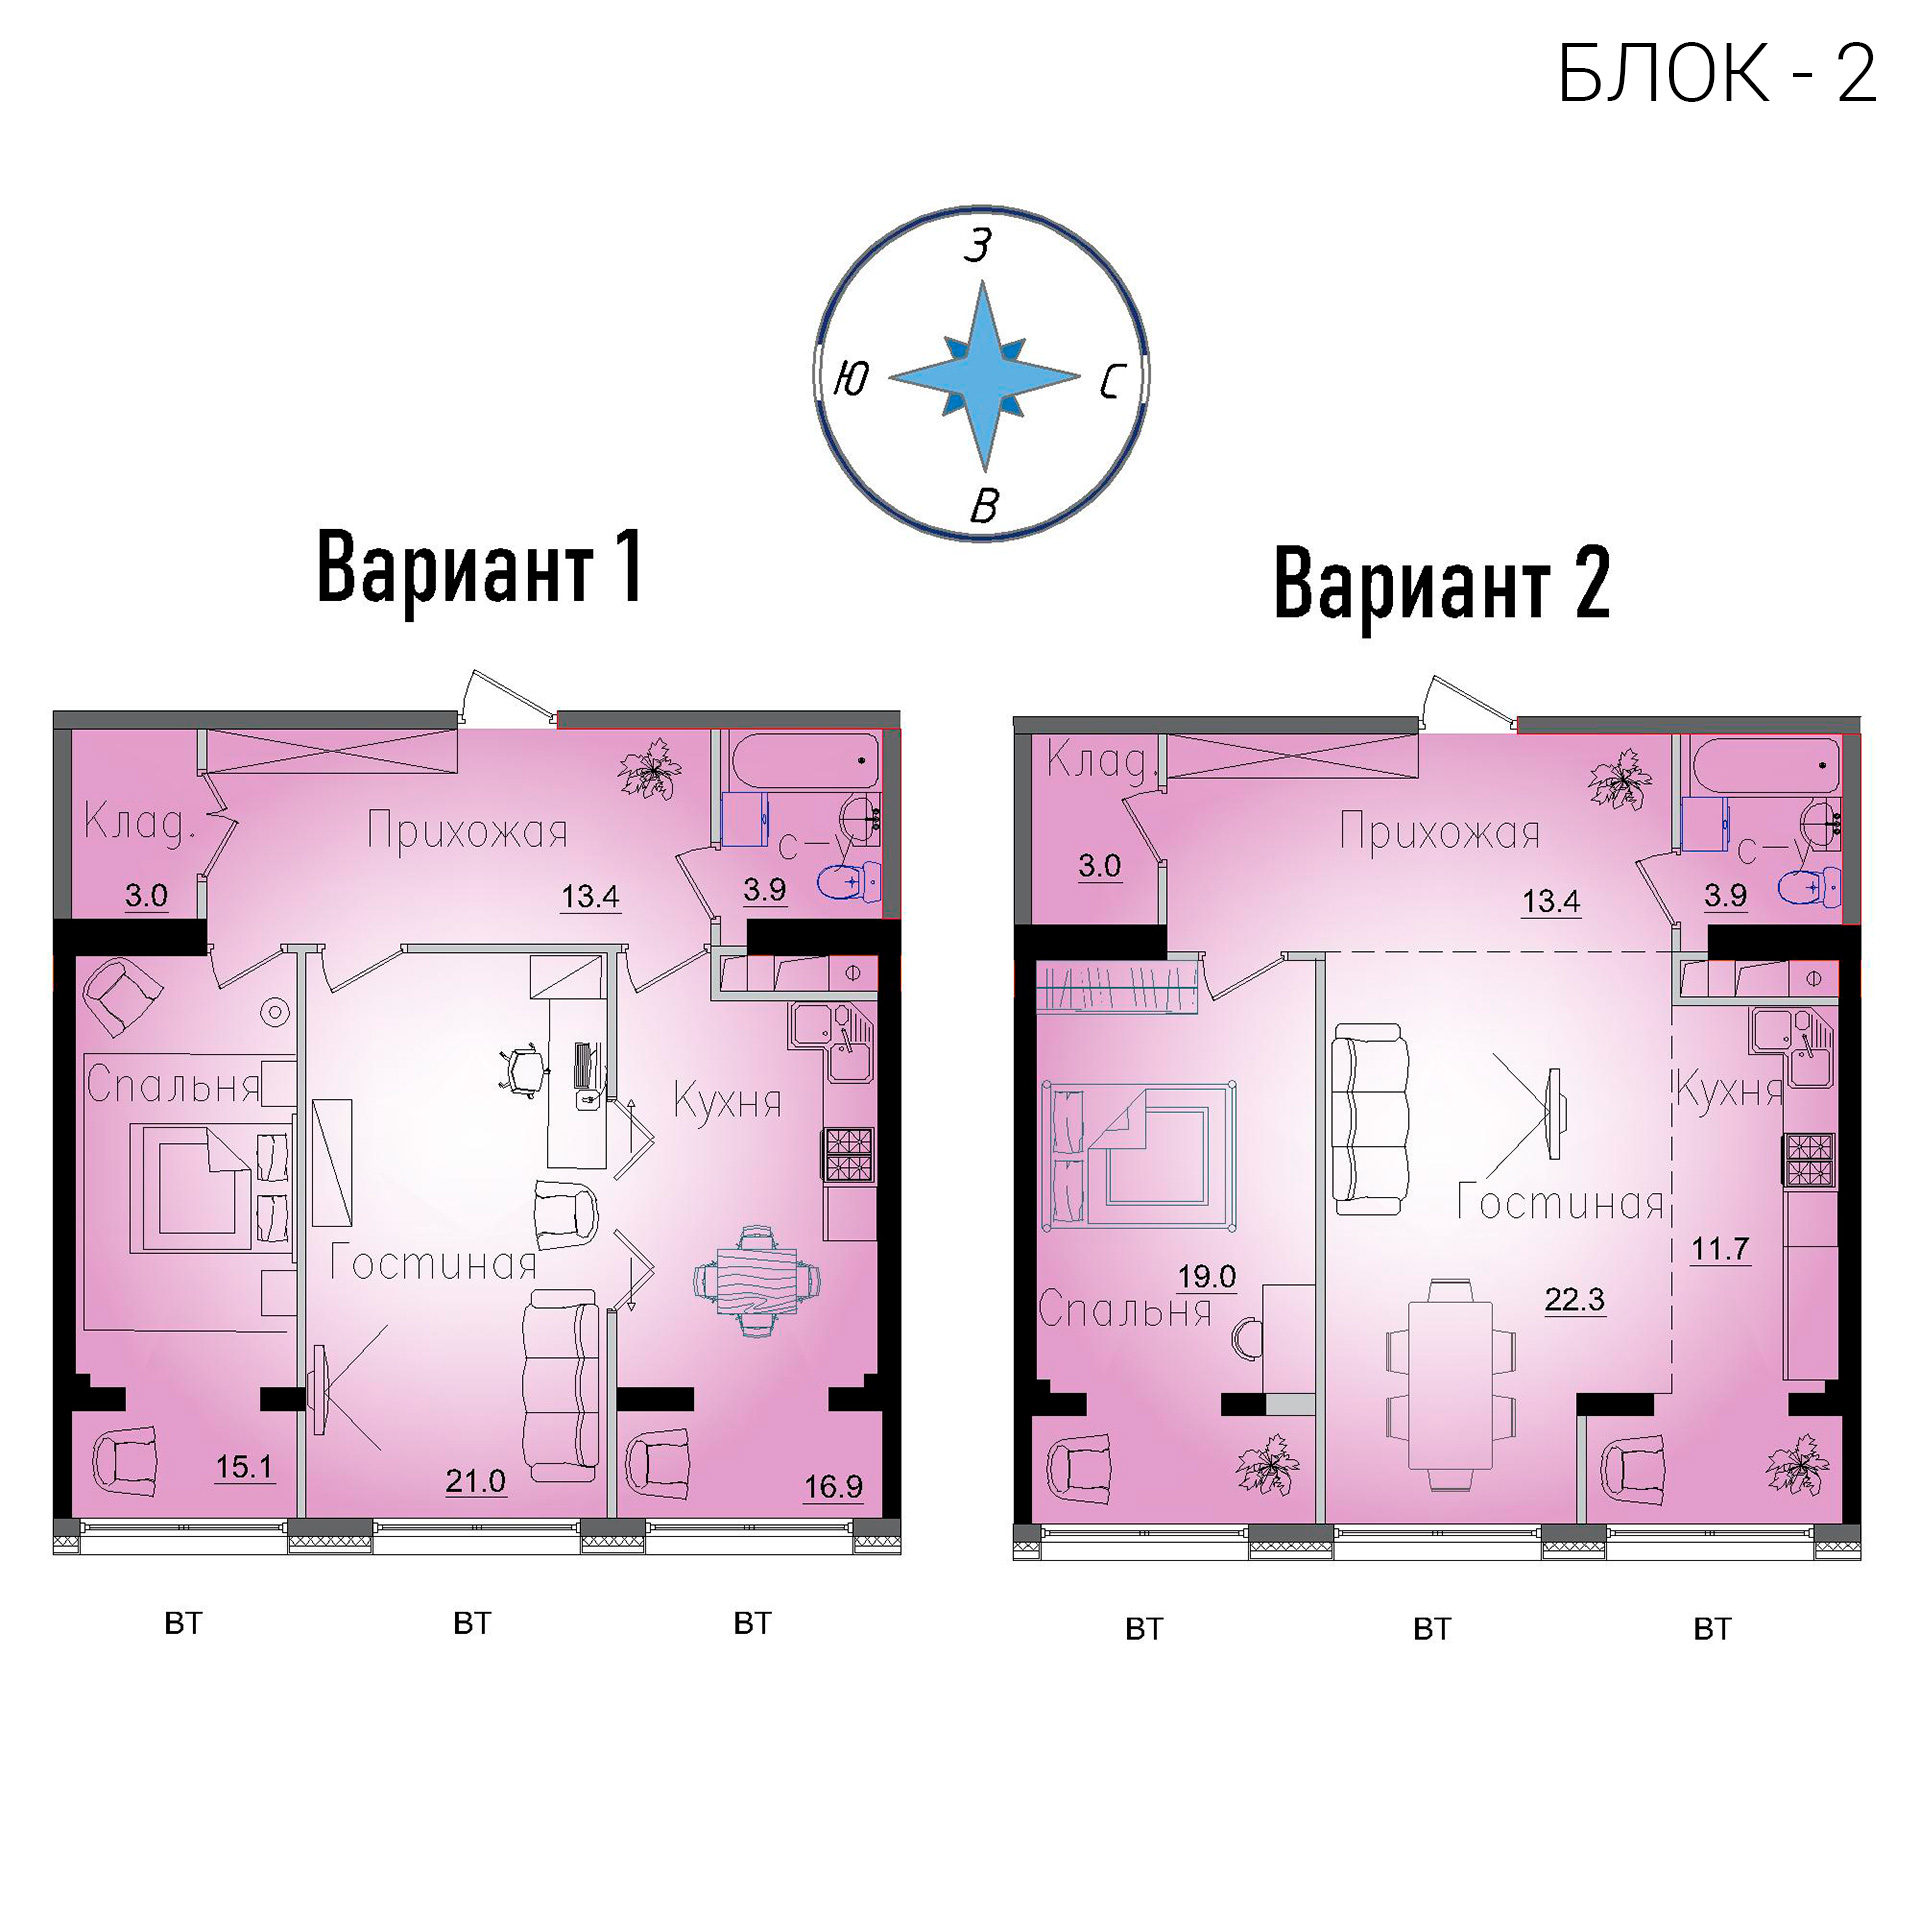 БЛОК - 2
З
Ю
С
В
Вариант 1
Клад.
3.0
Прихожая
13.4
с-у
3.9
Спальня
15.1
Гостиная
21.0
Кухня
16.9
ВТ
ВТ
ВТ
Вариант 2
Клад.
3.0
Прихожая
13.4
с-у
3.9
Спальня
19.0
Гостиная
22.3
Кухня
11.7
ВТ
ВТ
ВТ